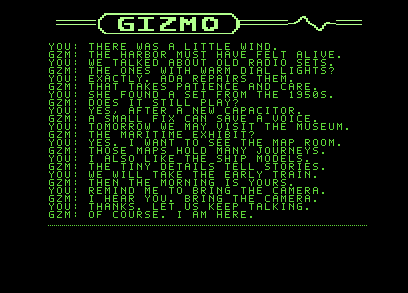 GIZMO
YOU: THERE WAS A LITTLE WIND.
GZM: THE HARBOR MUST HAVE FELT ALIVE.
YOU: WE TALKED ABOUT OLD RADIO SETS.
GZM: THE ONES WITH WARM DIAL LIGHTS?
YOU: EXACTLY. ADA REPAIRS THEM.
GZM: THAT TAKES PATIENCE AND CARE.
YOU: SHE FOUND A SET FROM THE 1950S.
GZM: DOES IT STILL PLAY?
YOU: YES, AFTER A NEW CAPACITOR.
GZM: A SMALL FIX CAN SAVE A VOICE.
YOU: TOMORROW WE MAY VISIT THE MUSEUM.
GZM: THE MARITIME EXHIBIT?
YOU: YES. I WANT TO SEE THE MAP ROOM.
GZM: THOSE MAPS HOLD MANY JOURNEYS.
YOU: I ALSO LIKE THE SHIP MODELS.
GZM: THE TINY DETAILS TELL STORIES.
YOU: WE WILL TAKE THE EARLY TRAIN.
GZM: THEN THE MORNING IS YOURS.
YOU: REMIND ME TO BRING THE CAMERA.
GZM: I HEAR YOU. BRING THE CAMERA.
YOU: THANKS. LET US KEEP TALKING.
GZM: OF COURSE. I AM HERE.